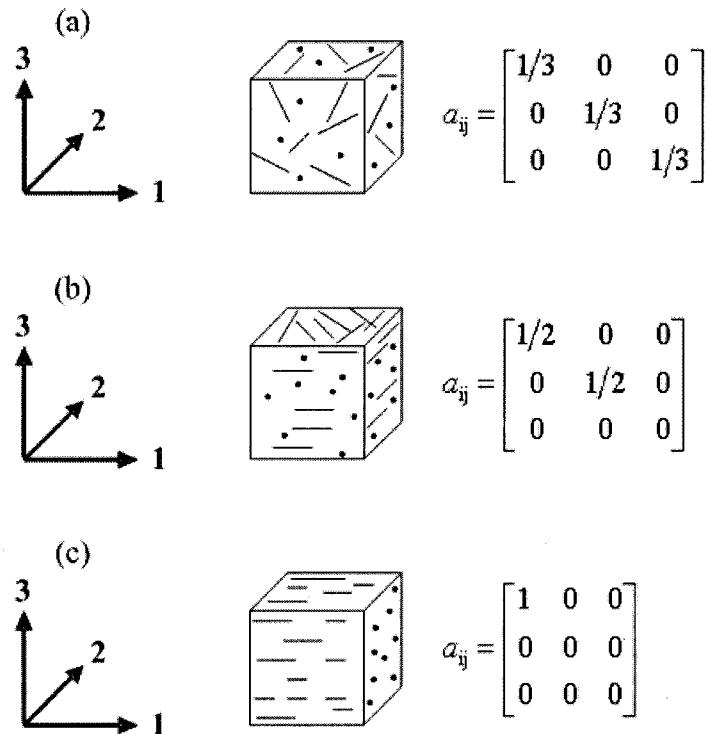 (a)
3
2
1
a_ij = [1/3 0 0
0 1/3 0
0 0 1/3]
(b)
3
2
1
a_ij = [1/2 0 0
0 1/2 0
0 0 0]
(c)
3
2
1
a_ij = [1 0 0
0 0 0
0 0 0]